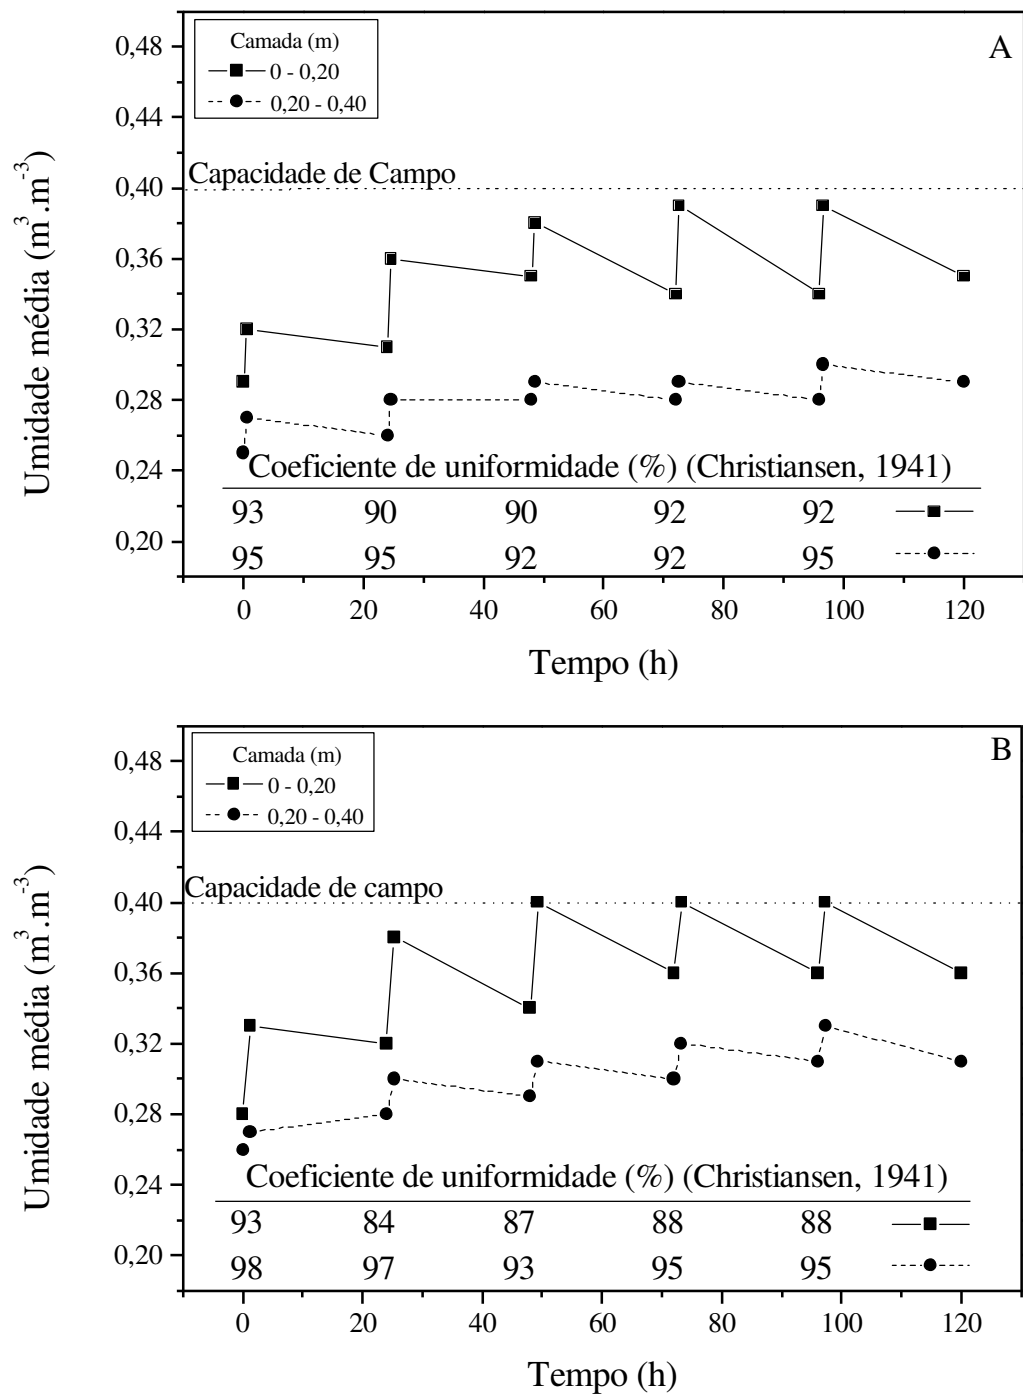 A
Camada (m)
0 - 0,20
0,20 - 0,40
Capacidade de Campo
Umidade média (m³.m⁻³)
0,48
0,44
0,40
0,36
0,32
0,28
0,24
0,20
Coeficiente de uniformidade (%) (Christiansen, 1941)
93 90 90 92 92
95 95 92 92 95
0 20 40 60 80 100 120
Tempo (h)
B
Camada (m)
0 - 0,20
0,20 - 0,40
Capacidade de campo
Umidade média (m³.m⁻³)
0,48
0,44
0,40
0,36
0,32
0,28
0,24
0,20
Coeficiente de uniformidade (%) (Christiansen, 1941)
93 84 87 88 88
98 97 93 95 95
0 20 40 60 80 100 120
Tempo (h)